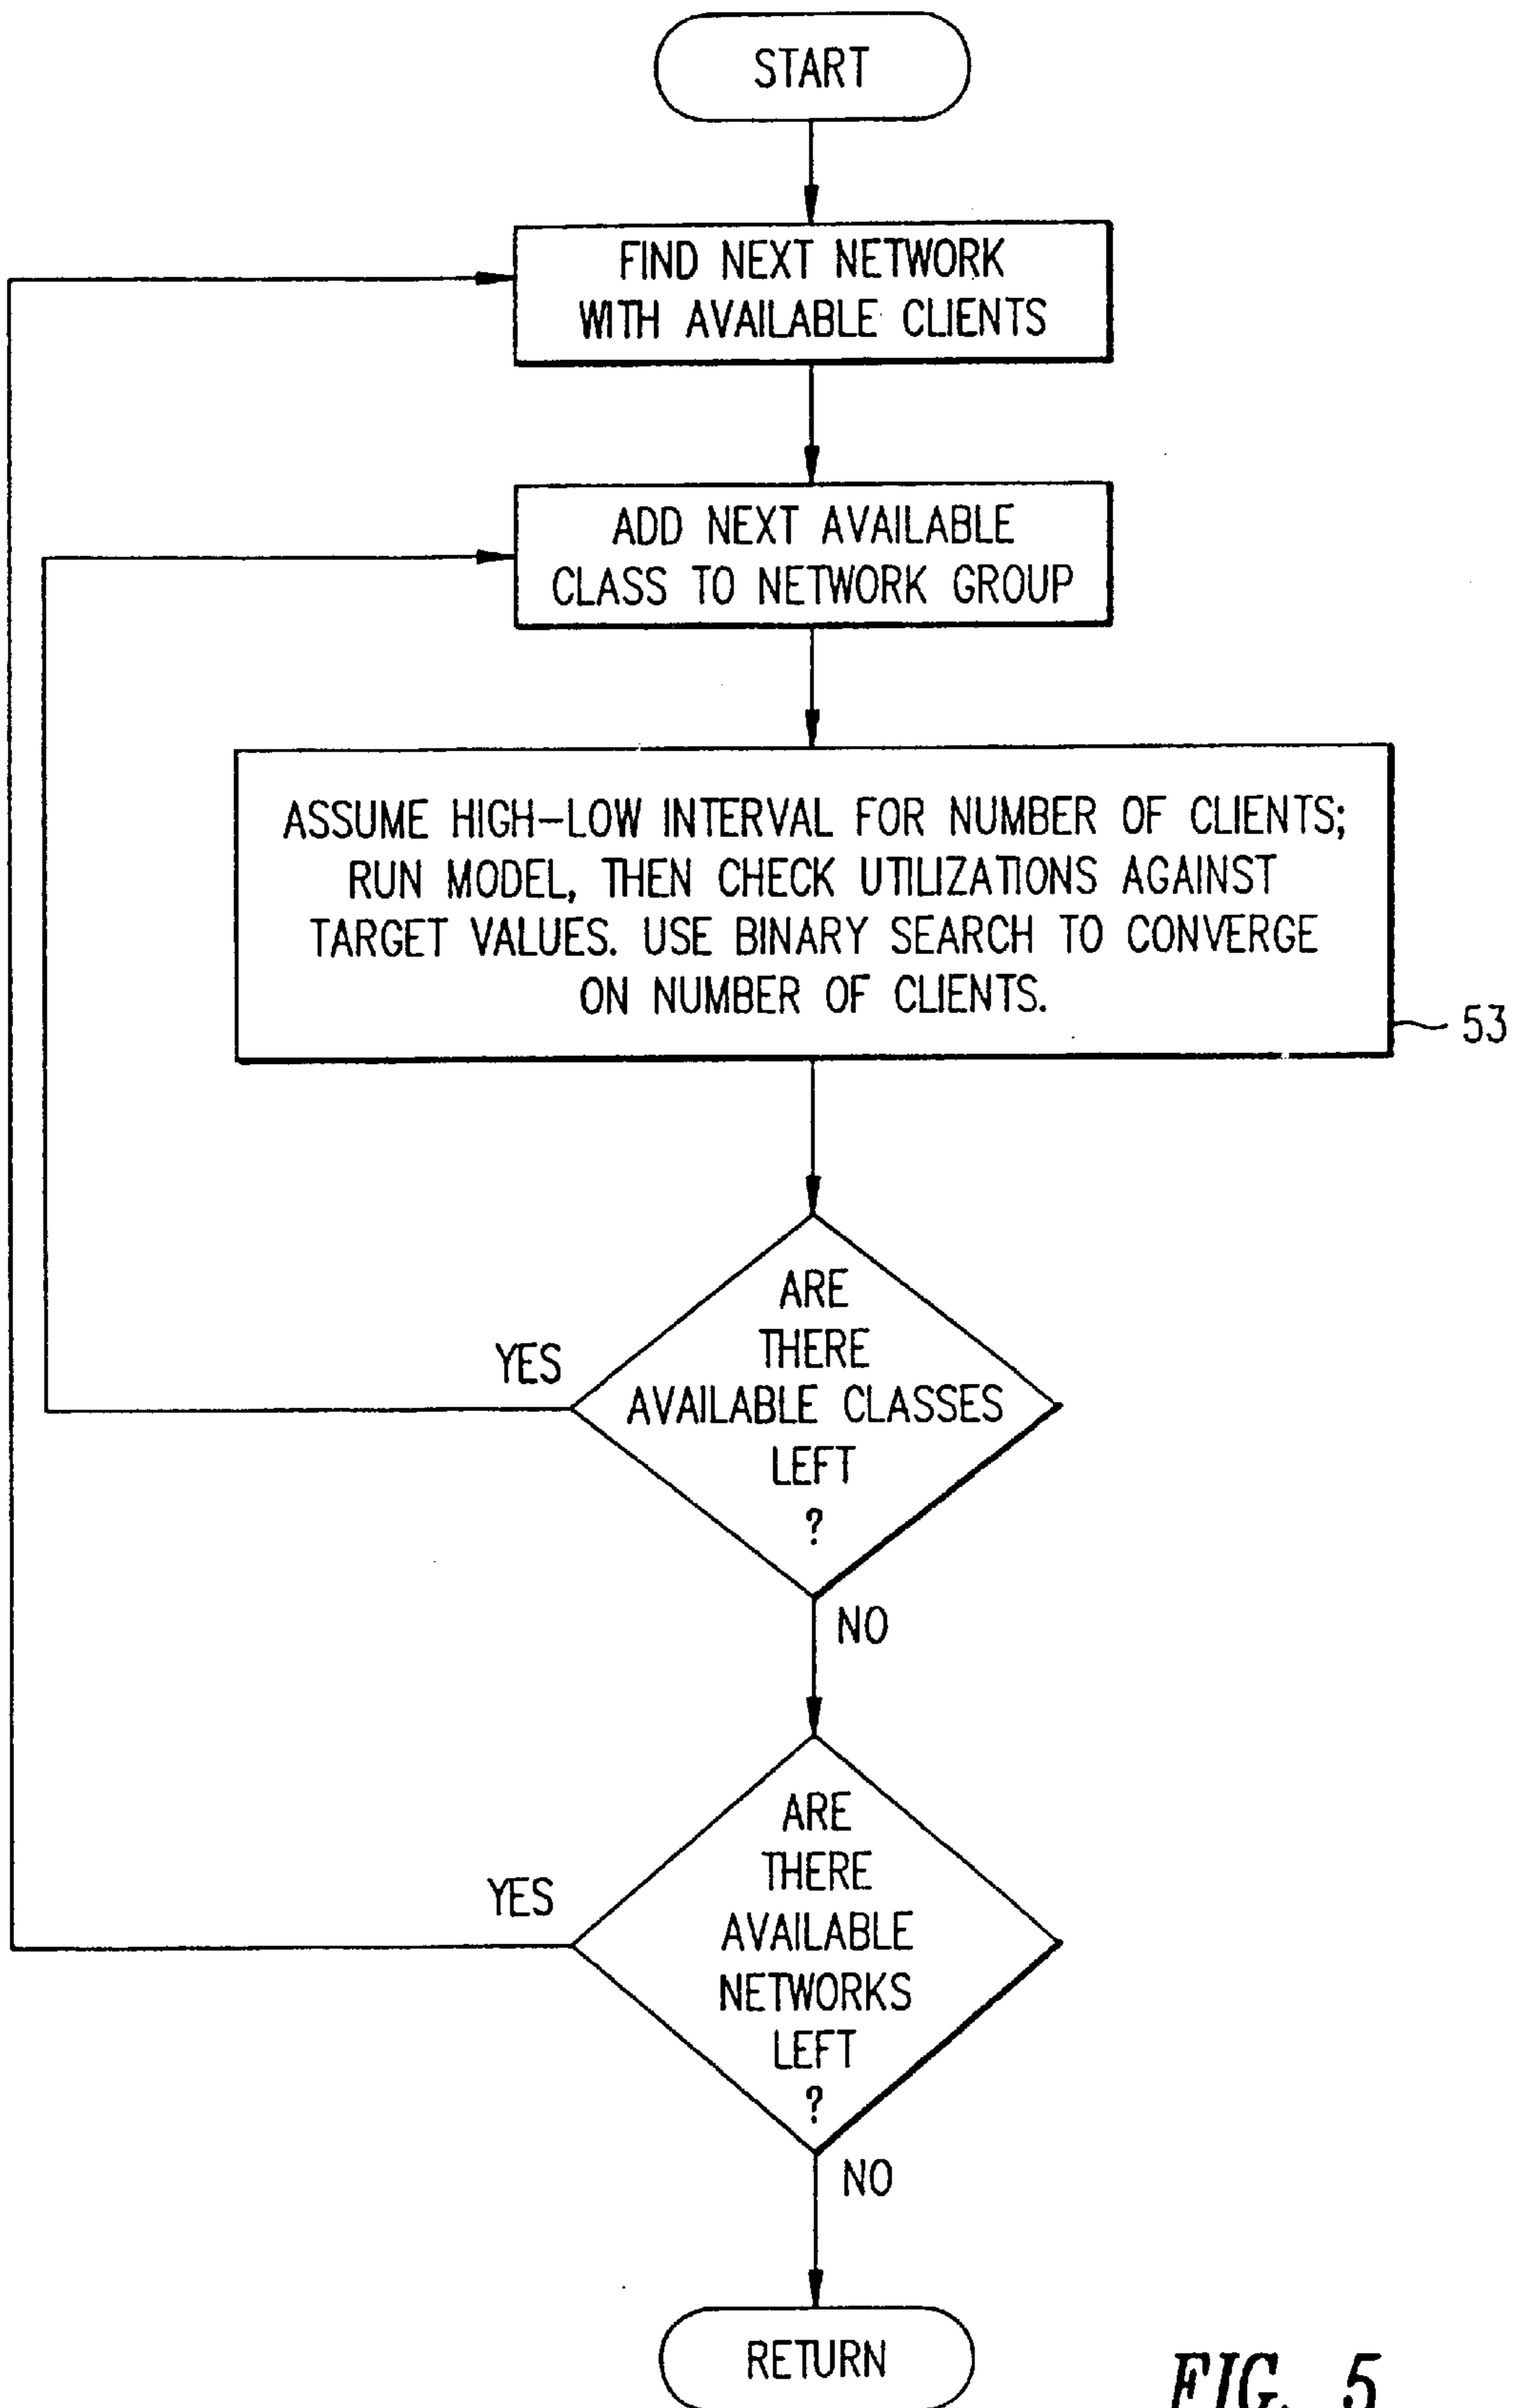 START
FIND NEXT NETWORK
WITH AVAILABLE CLIENTS
ADD NEXT AVAILABLE
CLASS TO NETWORK GROUP
ASSUME HIGH–LOW INTERVAL FOR NUMBER OF CLIENTS;
RUN MODEL, THEN CHECK UTILIZATIONS AGAINST
TARGET VALUES. USE BINARY SEARCH TO CONVERGE
ON NUMBER OF CLIENTS.
53
ARE
THERE
AVAILABLE CLASSES
LEFT
?
YES
NO
ARE
THERE
AVAILABLE
NETWORKS
LEFT
?
YES
NO
RETURN
FIG. 5